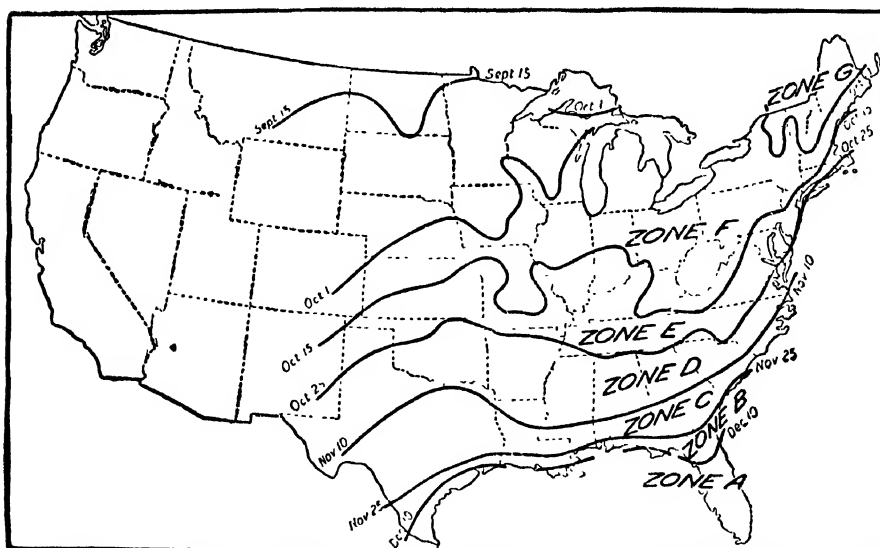 Sept 15
Sept 15
Oct 1
ZONE G
Oct 10
Oct 25
ZONE F
Nov 10
Oct 1
Oct 15
ZONE E
Oct 25
ZONE D
Nov 25
ZONE C
ZONE B
Dec 10
Nov 10
ZONE A
Nov 25
Dec 10